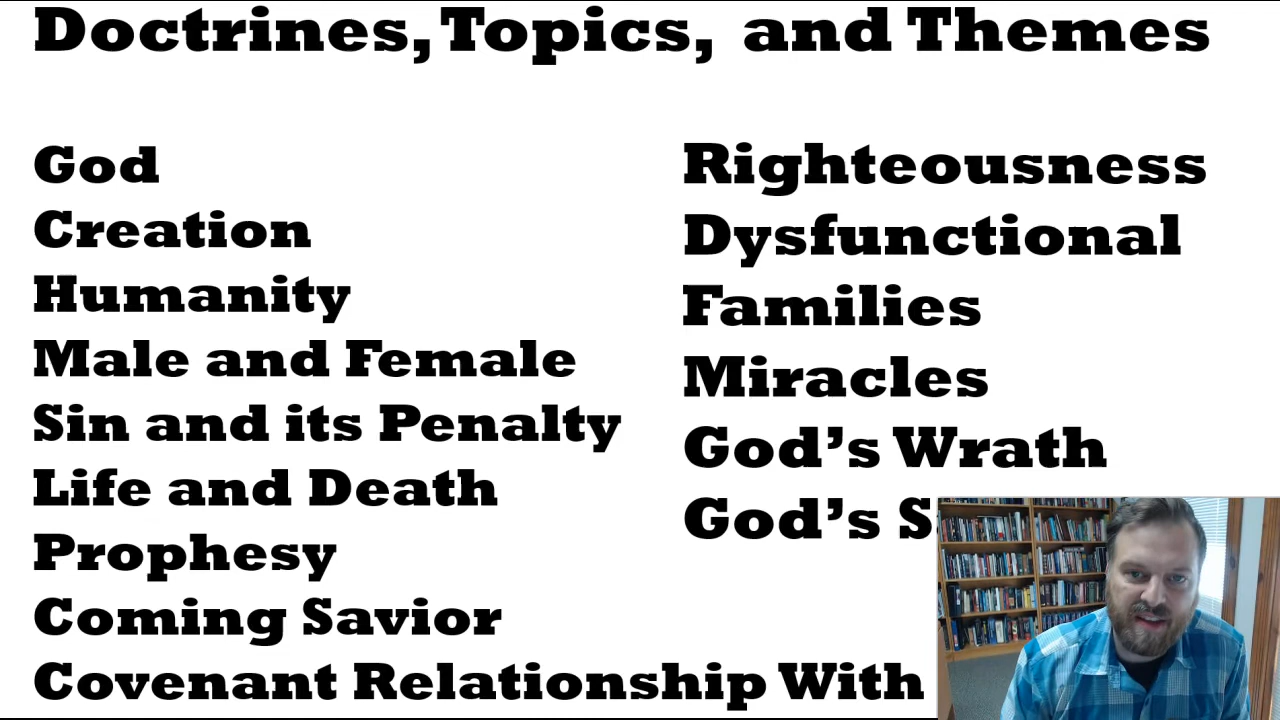 Doctrines, Topics, and Themes
God
Creation
Humanity
Male and Female
Sin and its Penalty
Life and Death
Prophesy
Coming Savior
Covenant Relationship With
Righteousness
Dysfunctional
Families
Miracles
God's Wrath
God's